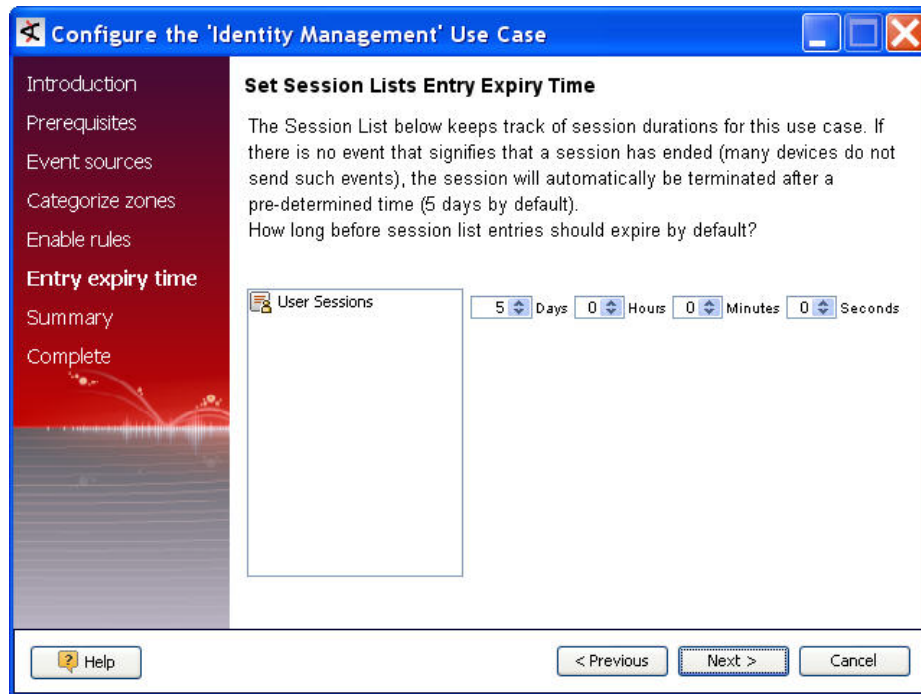 Configure the 'Identity Management' Use Case
Introduction
Prerequisites
Event sources
Categorize zones
Enable rules
Entry expiry time
Summary
Complete
Set Session Lists Entry Expiry Time
The Session List below keeps track of session durations for this use case. If
there is no event that signifies that a session has ended (many devices do not
send such events), the session will automatically be terminated after a
pre-determined time (5 days by default).
How long before session list entries should expire by default?
User Sessions
5 Days 0 Hours 0 Minutes 0 Seconds
Help
< Previous
Next >
Cancel